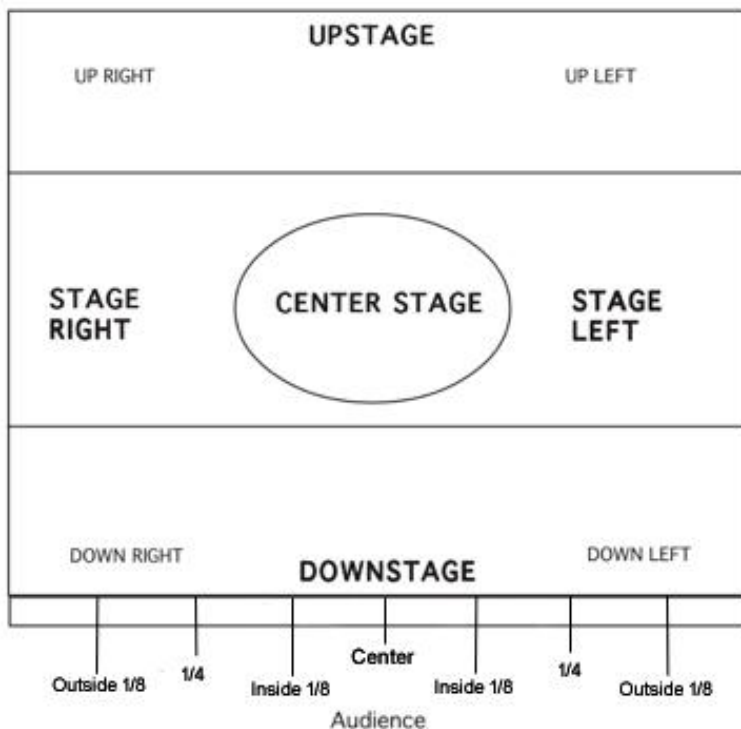 UPSTAGE
UP RIGHT
UP LEFT
STAGE
RIGHT
CENTER STAGE
STAGE
LEFT
DOWN RIGHT
DOWNSTAGE
DOWN LEFT
Outside 1/8
1/4
Inside 1/8
Center
Inside 1/8
1/4
Outside 1/8
Audience